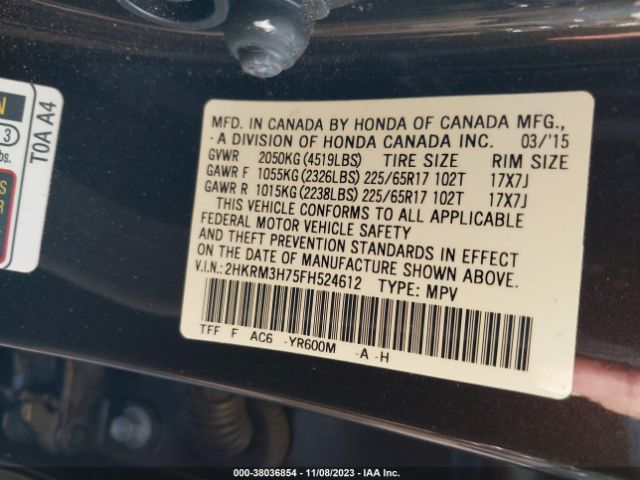 MFD. IN CANADA BY HONDA OF CANADA MFG.,
A DIVISION OF HONDA CANADA INC. 03/'15
GVWR 2050KG (4519LBS) TIRE SIZE RIM SIZE
GAWR F 1055KG (2326LBS) 225/65R17 102T 17X7J
GAWR R 1015KG (2238LBS) 225/65R17 102T 17X7J
THIS VEHICLE CONFORMS TO ALL APPLICABLE
FEDERAL MOTOR VEHICLE SAFETY
AND THEFT PREVENTION STANDARDS IN EFFECT
ON THE DATE OF MANUFACTURE SHOWN ABOVE.
V.I.N.: 2HKRM3H75FH524612 TYPE: MPV
TFF F AC6 -YR600M -A -H
N
3
bs.
S
R
T0A A4
000-38036854 - 11/08/2023 - IAA Inc.